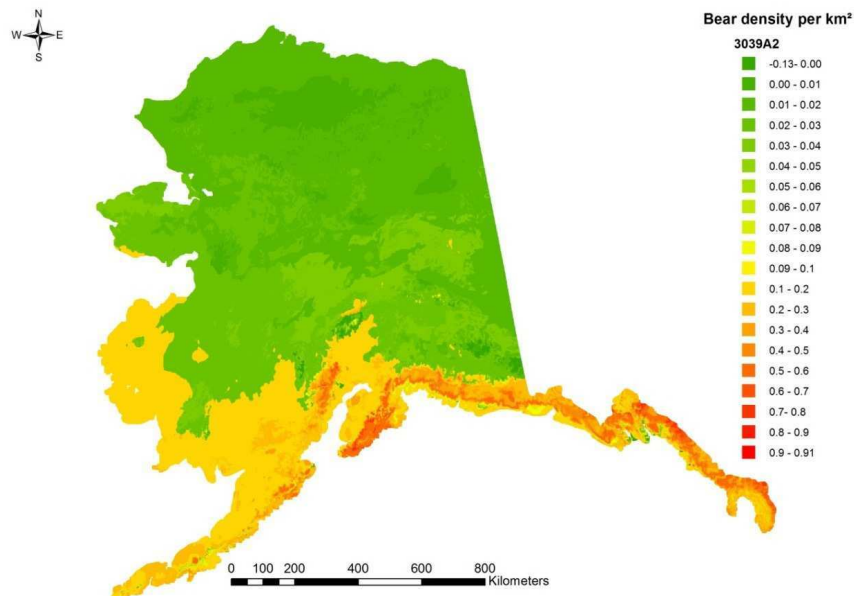 N
W E
S
Bear density per km²
3039A2
-0.13- 0.00
0.00 - 0.01
0.01 - 0.02
0.02 - 0.03
0.03 - 0.04
0.04 - 0.05
0.05 - 0.06
0.06 - 0.07
0.07 - 0.08
0.08 - 0.09
0.09 - 0.1
0.1 - 0.2
0.2 - 0.3
0.3 - 0.4
0.4 - 0.5
0.5 - 0.6
0.6 - 0.7
0.7- 0.8
0.8 - 0.9
0.9 - 0.91
0 100 200 400 600 800
Kilometers